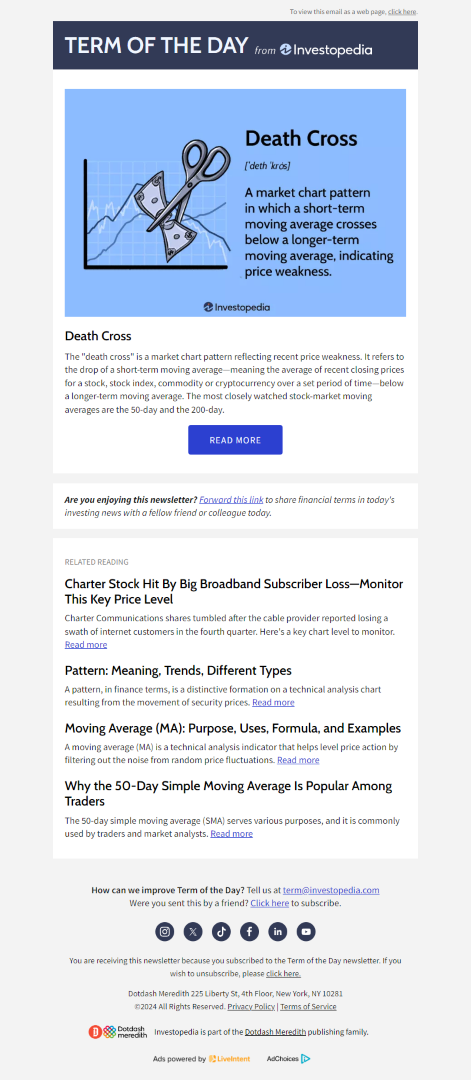 To view this email as a web page, click here.
TERM OF THE DAY from Investopedia
Death Cross
['deth 'krós]
A market chart pattern
in which a short-term
moving average crosses
below a longer-term
moving average, indicating
price weakness.
Investopedia
Death Cross
The "death cross" is a market chart pattern reflecting recent price weakness. It refers to
the drop of a short-term moving average—meaning the average of recent closing prices
for a stock, stock index, commodity or cryptocurrency over a set period of time—below
a longer-term moving average. The most closely watched stock-market moving
averages are the 50-day and the 200-day.
READ MORE
Are you enjoying this newsletter? Forward this link to share financial terms in today's
investing news with a fellow friend or colleague today.
RELATED READING
Charter Stock Hit By Big Broadband Subscriber Loss—Monitor
This Key Price Level
Charter Communications shares tumbled after the cable provider reported losing a
swath of internet customers in the fourth quarter. Here's a key chart level to monitor.
Read more
Pattern: Meaning, Trends, Different Types
A pattern, in finance terms, is a distinctive formation on a technical analysis chart
resulting from the movement of security prices. Read more
Moving Average (MA): Purpose, Uses, Formula, and Examples
A moving average (MA) is a technical analysis indicator that helps level price action by
filtering out the noise from random price fluctuations. Read more
Why the 50-Day Simple Moving Average Is Popular Among
Traders
The 50-day simple moving average (SMA) serves various purposes, and it is commonly
used by traders and market analysts. Read more
How can we improve Term of the Day? Tell us at term@investopedia.com
Were you sent this by a friend? Click here to subscribe.
You are receiving this newsletter because you subscribed to the Term of the Day newsletter. If you
wish to unsubscribe, please click here.
Dotdash Meredith 225 Liberty St, 4th Floor, New York, NY 10281
©2024 All Rights Reserved. Privacy Policy | Terms of Service
Dotdash
meredith
Investopedia is part of the Dotdash Meredith publishing family.
Ads powered by LiveIntent AdChoices